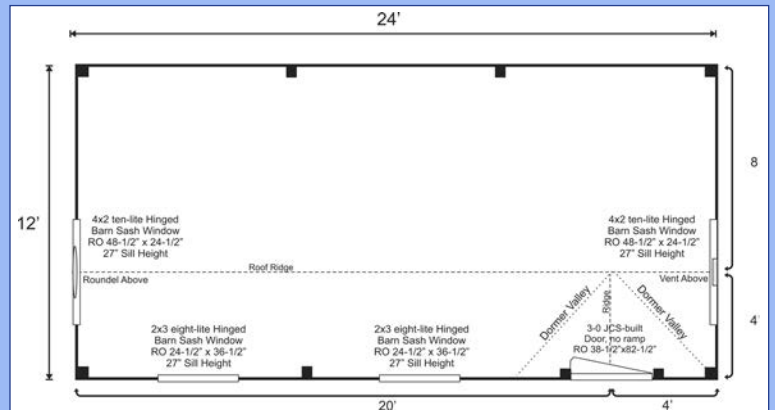 24'
12'
8
4x2 ten-lite Hinged
Barn Sash Window
RO 48-1/2" x 24-1/2"
27" Sill Height
4x2 ten-lite Hinged
Barn Sash Window
RO 48-1/2" x 24-1/2"
27" Sill Height
Roof Ridge
Roundel Above
Vent Above
Dormer Valley
Ridge
Dormer Valley
2x3 eight-lite Hinged
Barn Sash Window
RO 24-1/2" x 36-1/2"
27" Sill Height
2x3 eight-lite Hinged
Barn Sash Window
RO 24-1/2" x 36-1/2"
27" Sill Height
3-0 JCS-built
Door, no ramp
RO 38-1/2"x82-1/2"
4'
20'
4'